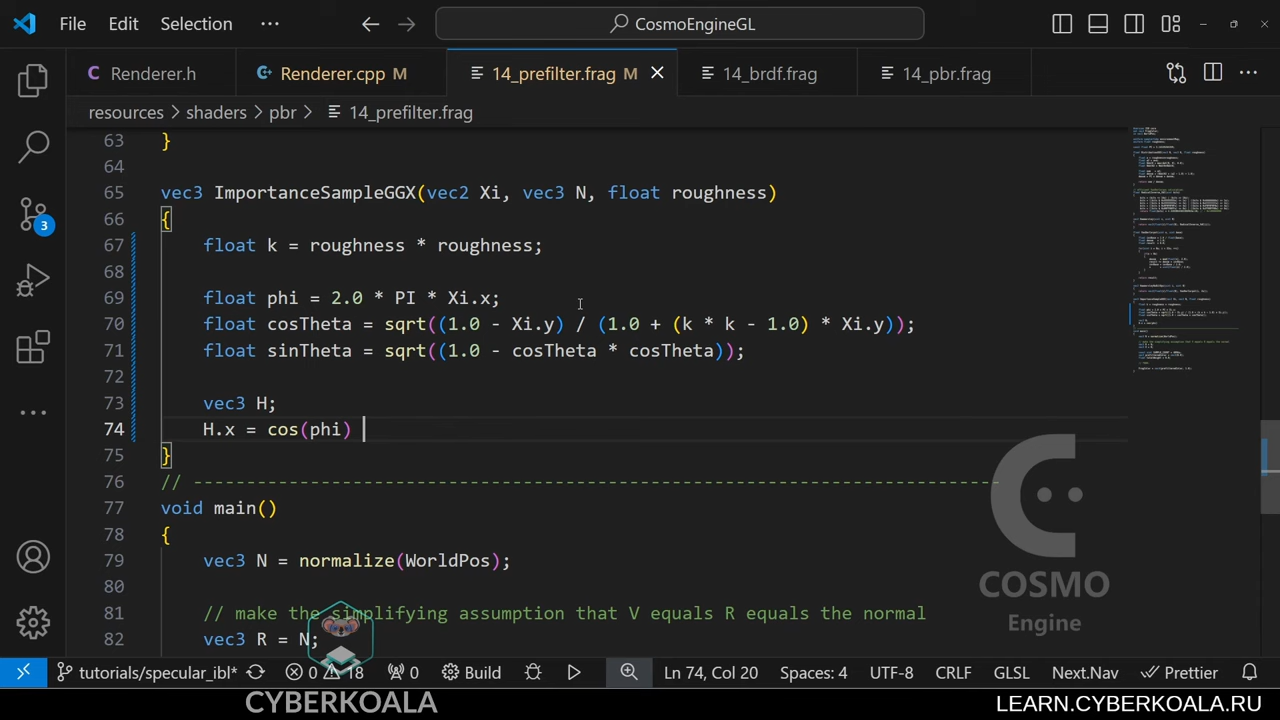 File Edit Selection ··· CosmoEngineGL
Renderer.h Renderer.cpp M 14_prefilter.frag M 14_brdf.frag 14_pbr.frag
resources > shaders > pbr > 14_prefilter.frag
63 }
64
65 vec3 ImportanceSampleGGX(vec2 Xi, vec3 N, float roughness)
66 {
67 float k = roughness * roughness;
68
69 float phi = 2.0 * PI * Xi.x;
70 float cosTheta = sqrt((1.0 - Xi.y) / (1.0 + (k * k - 1.0) * Xi.y));
71 float sinTheta = sqrt((1.0 - cosTheta * cosTheta));
72
73 vec3 H;
74 H.x = cos(phi)
75 }
76 // ----------------------------------------------------------------------------
77 void main()
78 {
79 vec3 N = normalize(WorldPos);
80
81 // make the simplifying assumption that V equals R equals the normal
82 vec3 R = N;
3
COSMO
Engine
tutorials/specular_ibl* 0 18 0 Build Ln 74, Col 20 Spaces: 4 UTF-8 CRLF GLSL Next.Nav Prettier
CYBERKOALA
LEARN.CYBERKOALA.RU